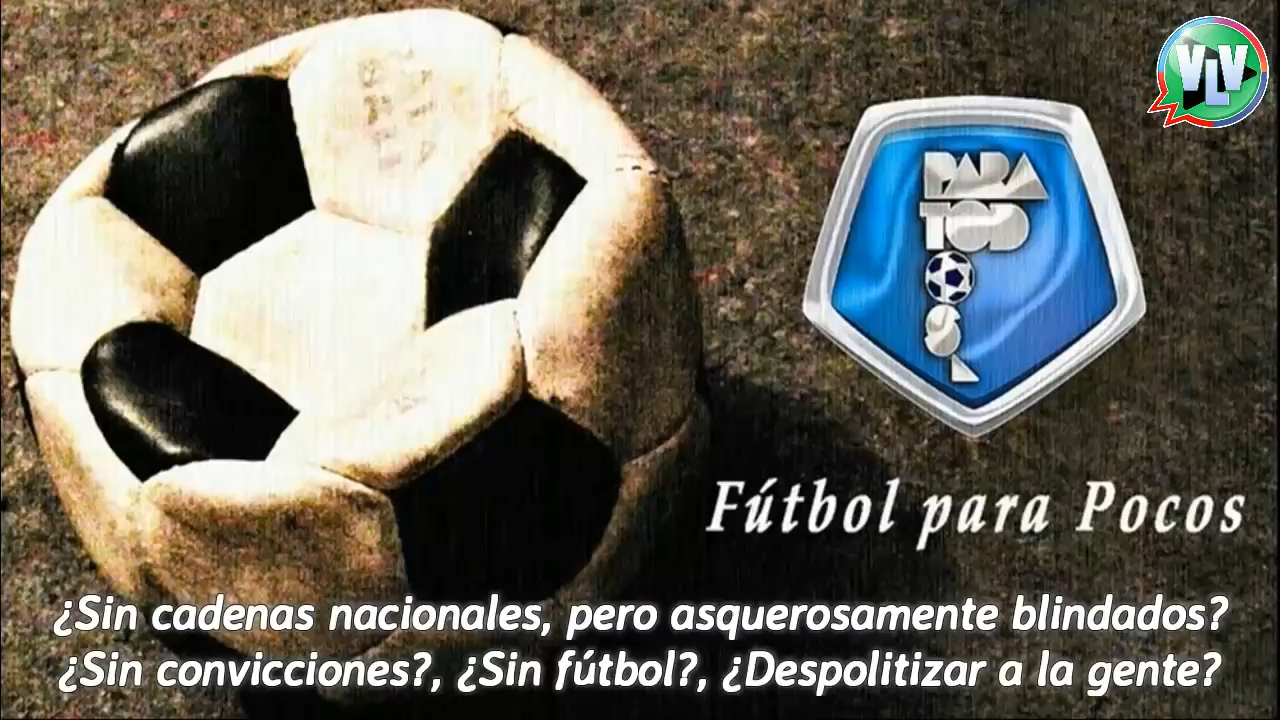 VLV
PARA
TODOS
Fútbol para Pocos
¿Sin cadenas nacionales, pero asquerosamente blindados?
¿Sin convicciones?, ¿Sin fútbol?, ¿Despolitizar a la gente?